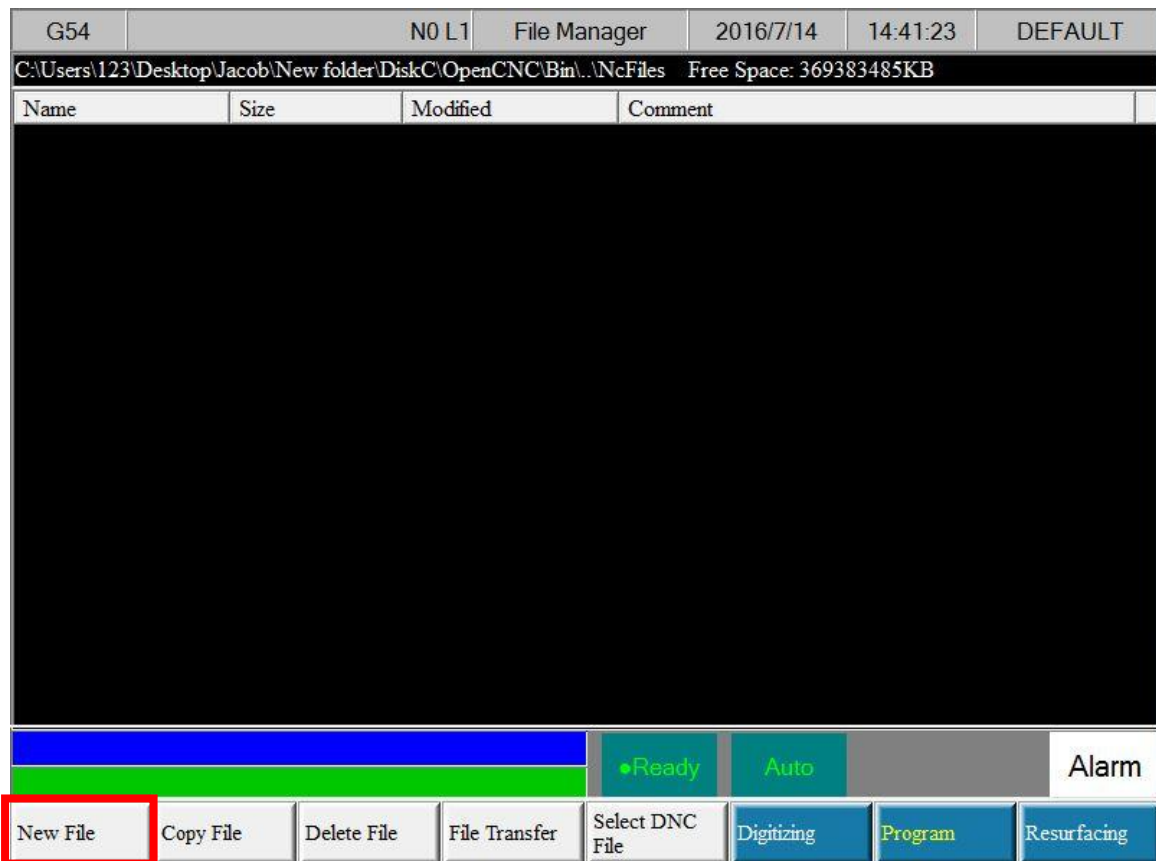 G54 N0 L1 File Manager 2016/7/14 14:41:23 DEFAULT
C:\Users\123\Desktop\Jacob\New folder\DiskC\OpenCNC\Bin\..\NcFiles Free Space: 369383485KB
Name Size Modified Comment
●Ready Auto Alarm
New File Copy File Delete File File Transfer Select DNC File Digitizing Program Resurfacing